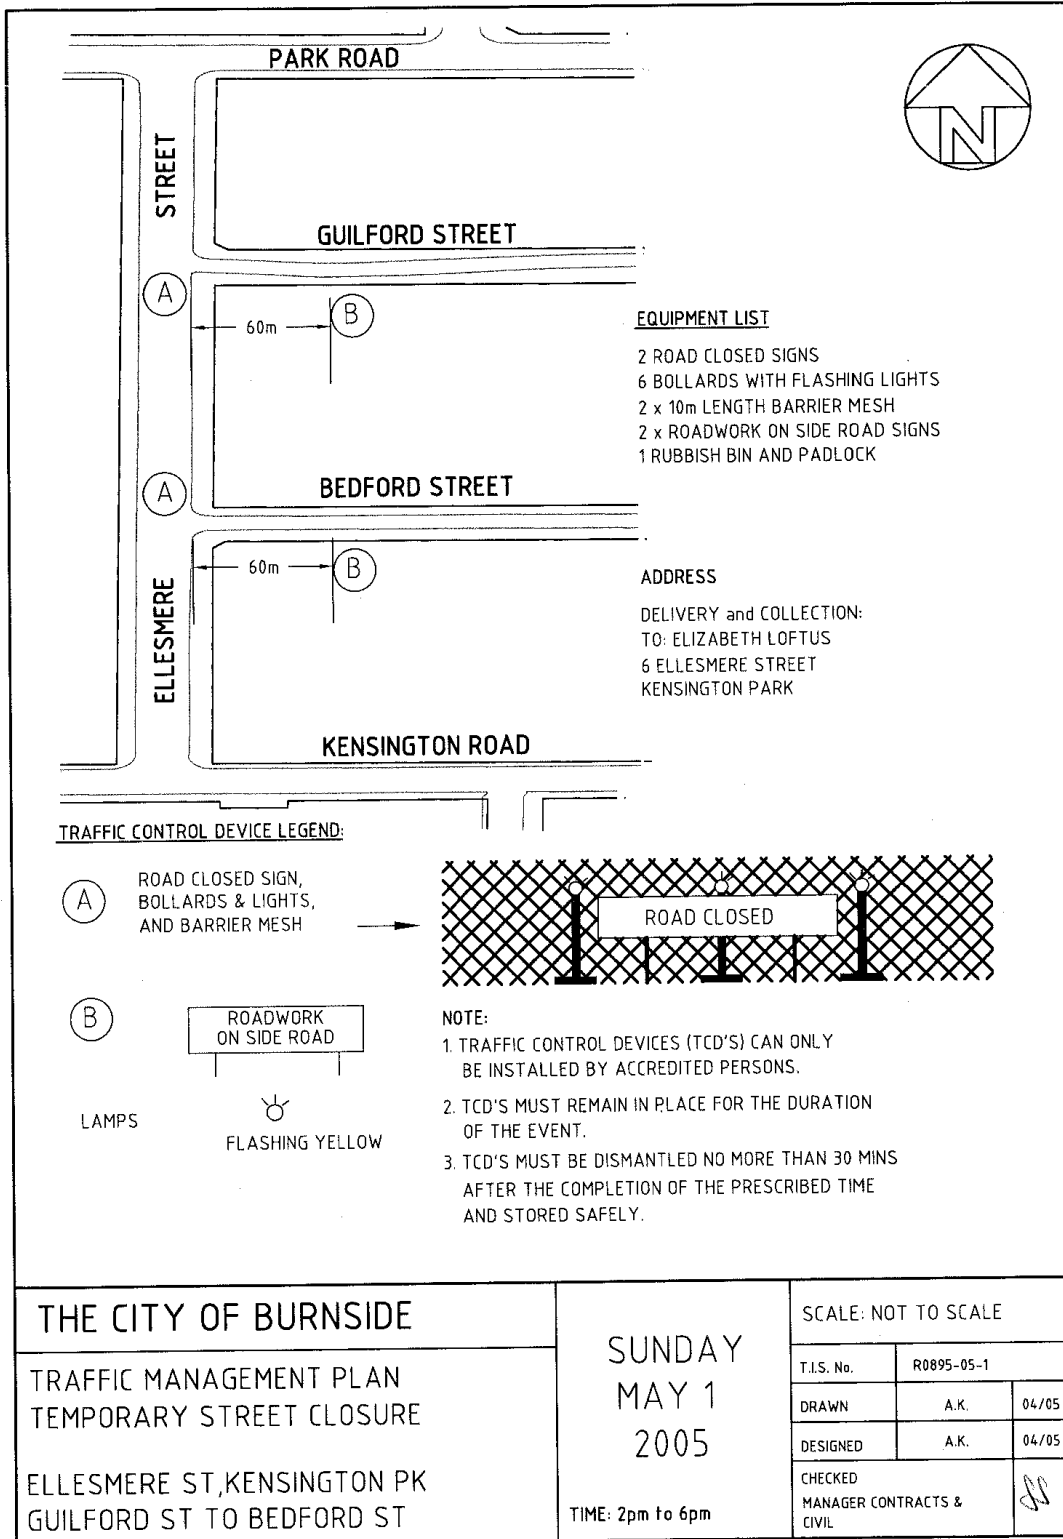 PARK ROAD
N
STREET
GUILFORD STREET
A
60m
B
EQUIPMENT LIST
2 ROAD CLOSED SIGNS
6 BOLLARDS WITH FLASHING LIGHTS
2 x 10m LENGTH BARRIER MESH
2 x ROADWORK ON SIDE ROAD SIGNS
1 RUBBISH BIN AND PADLOCK
A
BEDFORD STREET
60m
B
ELLESMERE
ADDRESS
DELIVERY and COLLECTION:
TO: ELIZABETH LOFTUS
6 ELLESMERE STREET
KENSINGTON PARK
KENSINGTON ROAD
TRAFFIC CONTROL DEVICE LEGEND:
A
ROAD CLOSED SIGN,
BOLLARDS & LIGHTS,
AND BARRIER MESH
ROAD CLOSED
B
ROADWORK
ON SIDE ROAD
LAMPS
FLASHING YELLOW
NOTE:
1. TRAFFIC CONTROL DEVICES (TCD'S) CAN ONLY
BE INSTALLED BY ACCREDITED PERSONS.
2. TCD'S MUST REMAIN IN PLACE FOR THE DURATION
OF THE EVENT.
3. TCD'S MUST BE DISMANTLED NO MORE THAN 30 MINS
AFTER THE COMPLETION OF THE PRESCRIBED TIME
AND STORED SAFELY.
THE CITY OF BURNSIDE
TRAFFIC MANAGEMENT PLAN
TEMPORARY STREET CLOSURE
ELLESMERE ST,KENSINGTON PK
GUILFORD ST TO BEDFORD ST
SUNDAY
MAY 1
2005
TIME: 2pm to 6pm
SCALE: NOT TO SCALE
T.I.S. No. R0895-05-1
DRAWN A.K. 04/05
DESIGNED A.K. 04/05
CHECKED
MANAGER CONTRACTS &
CIVIL